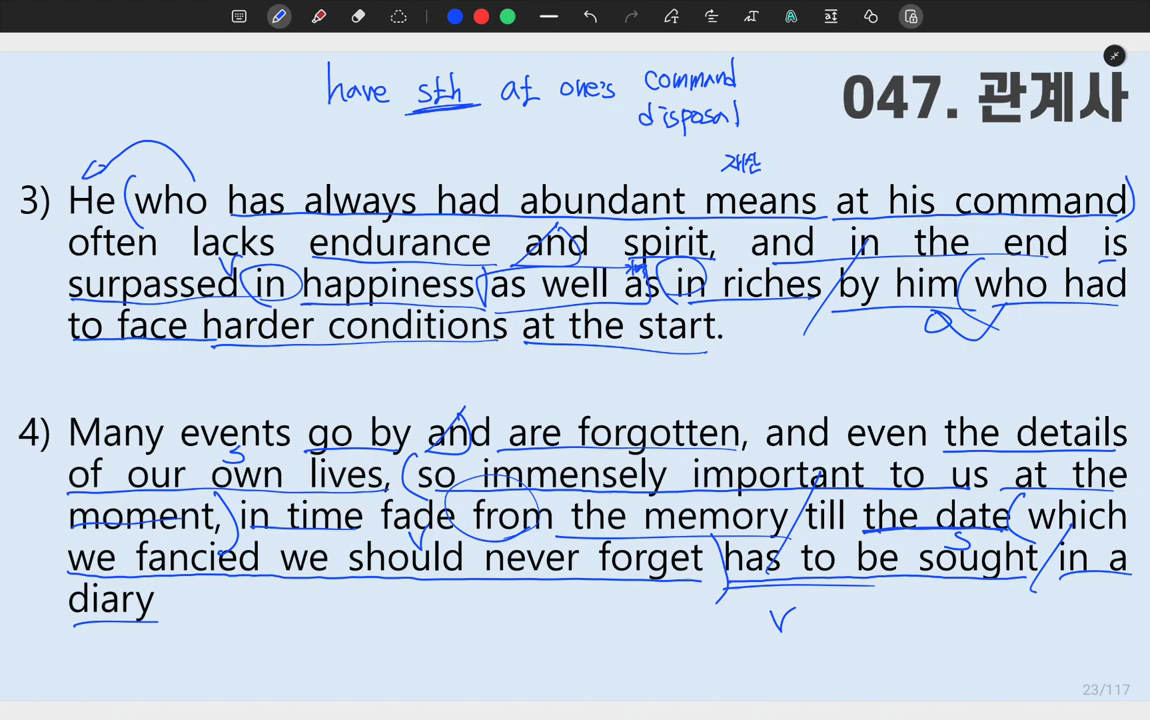 have sth at one's command
disposal
047. 관계사
재산
3) He who has always had abundant means at his command
often lacks endurance and spirit, and in the end is
surpassed in happiness as well as in riches by him who had
to face harder conditions at the start.
4) Many events go by and are forgotten, and even the details
S
of our own lives, so immensely important to us at the
moment, in time fade from the memory till the date which
V S
we fancied we should never forget has to be sought in a
diary
V
23/117